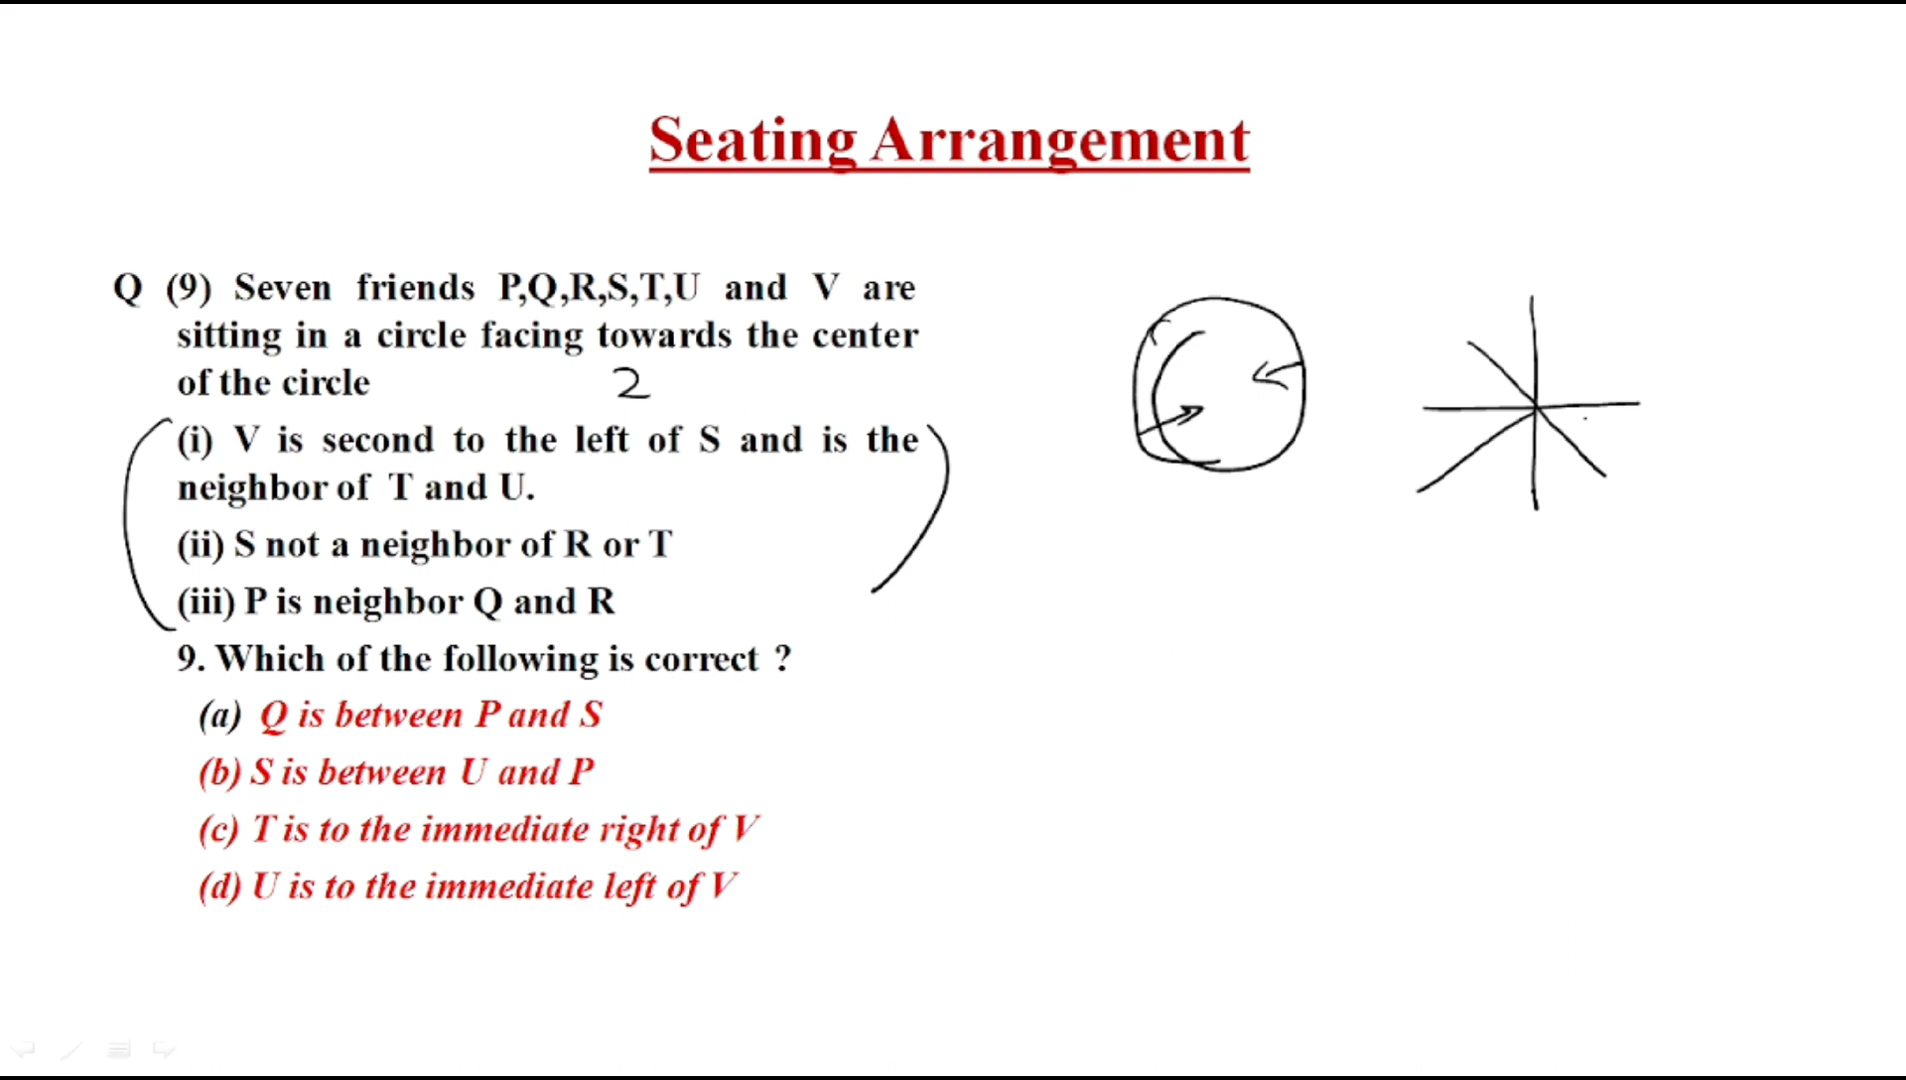 Seating Arrangement
Q (9) Seven friends P,Q,R,S,T,U and V are
sitting in a circle facing towards the center
of the circle
2
(i) V is second to the left of S and is the
neighbor of T and U.
(ii) S not a neighbor of R or T
(iii) P is neighbor Q and R
9. Which of the following is correct ?
(a) Q is between P and S
(b) S is between U and P
(c) T is to the immediate right of V
(d) U is to the immediate left of V